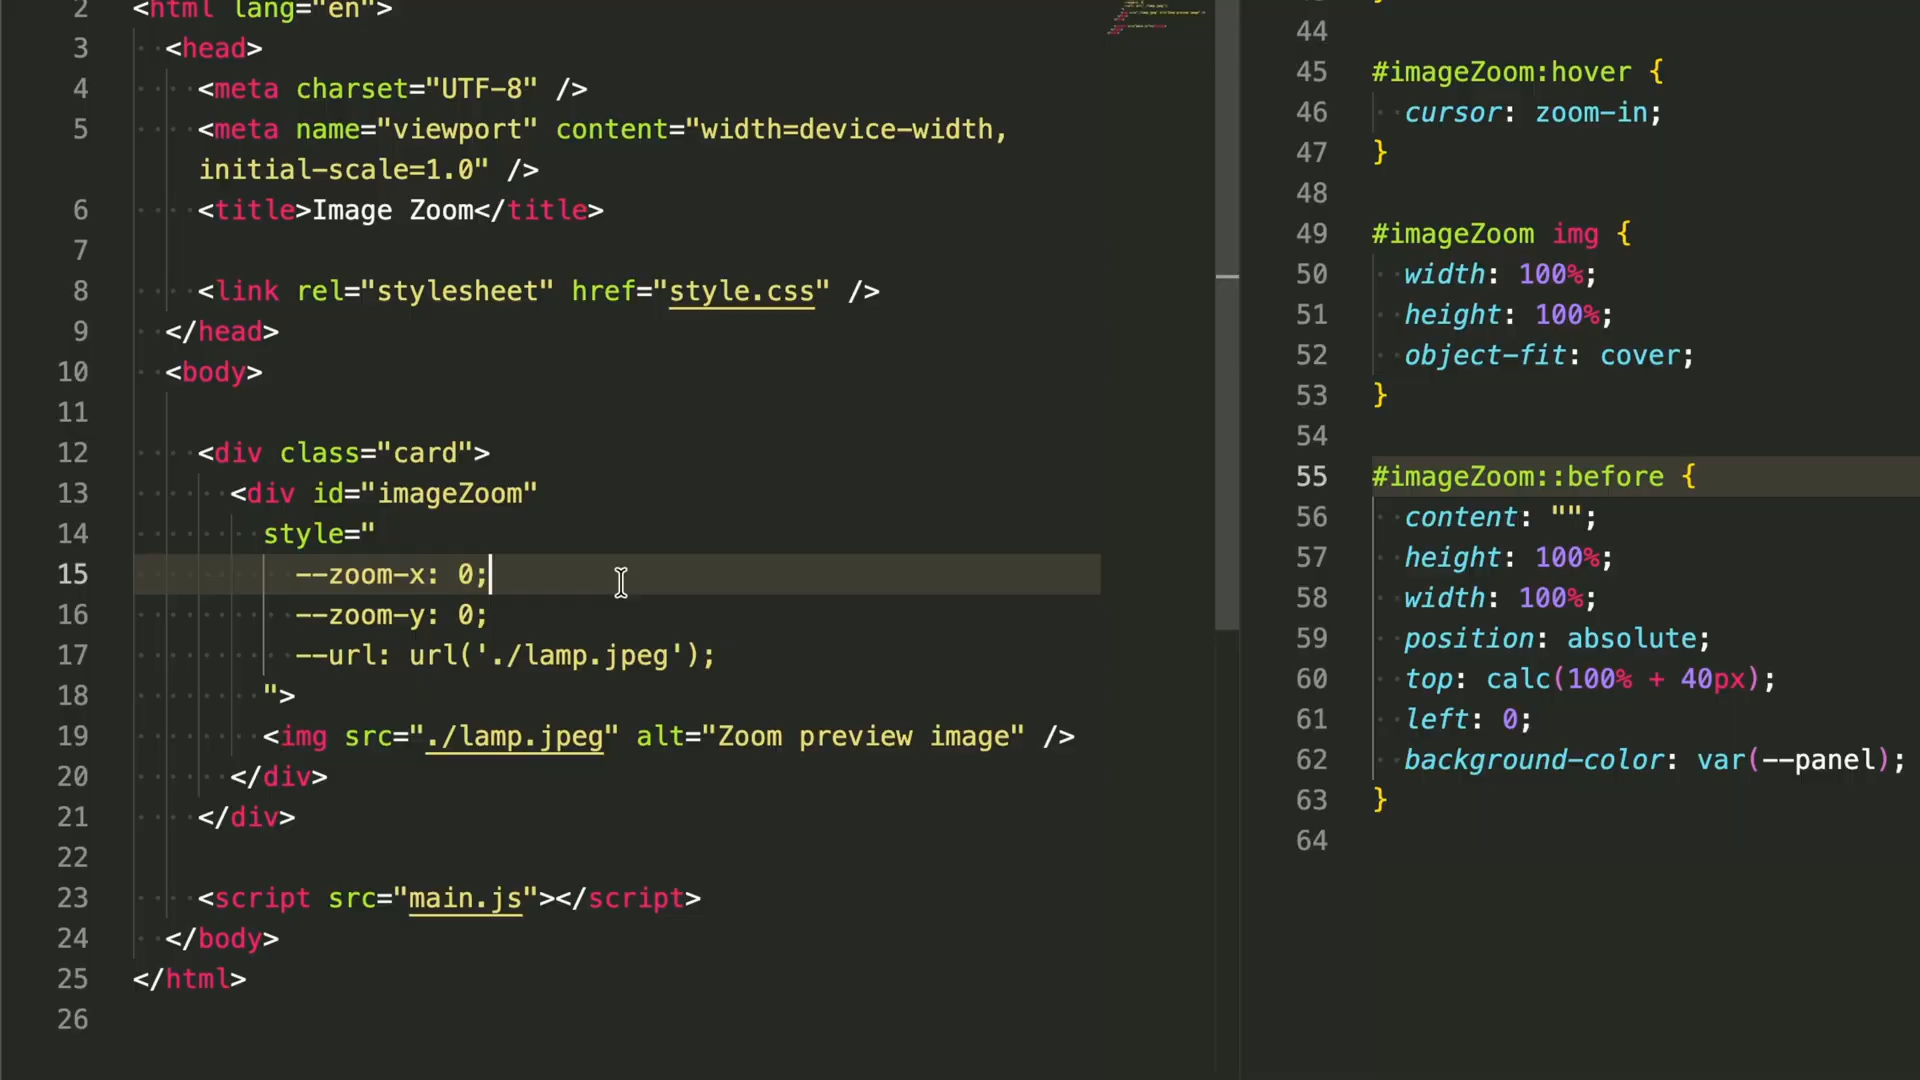 2 <html lang="en">
3 <head>
4 <meta charset="UTF-8" />
5 <meta name="viewport" content="width=device-width,
initial-scale=1.0" />
6 <title>Image Zoom</title>
7
8 <link rel="stylesheet" href="style.css" />
9 </head>
10 <body>
11
12 <div class="card">
13 <div id="imageZoom"
14 style="
15 --zoom-x: 0;
16 --zoom-y: 0;
17 --url: url('./lamp.jpeg');
18 ">
19 <img src="./lamp.jpeg" alt="Zoom preview image" />
20 </div>
21 </div>
22
23 <script src="main.js"></script>
24 </body>
25 </html>
26
44
45 #imageZoom:hover {
46 cursor: zoom-in;
47 }
48
49 #imageZoom img {
50 width: 100%;
51 height: 100%;
52 object-fit: cover;
53 }
54
55 #imageZoom::before {
56 content: "";
57 height: 100%;
58 width: 100%;
59 position: absolute;
60 top: calc(100% + 40px);
61 left: 0;
62 background-color: var(--panel);
63 }
64